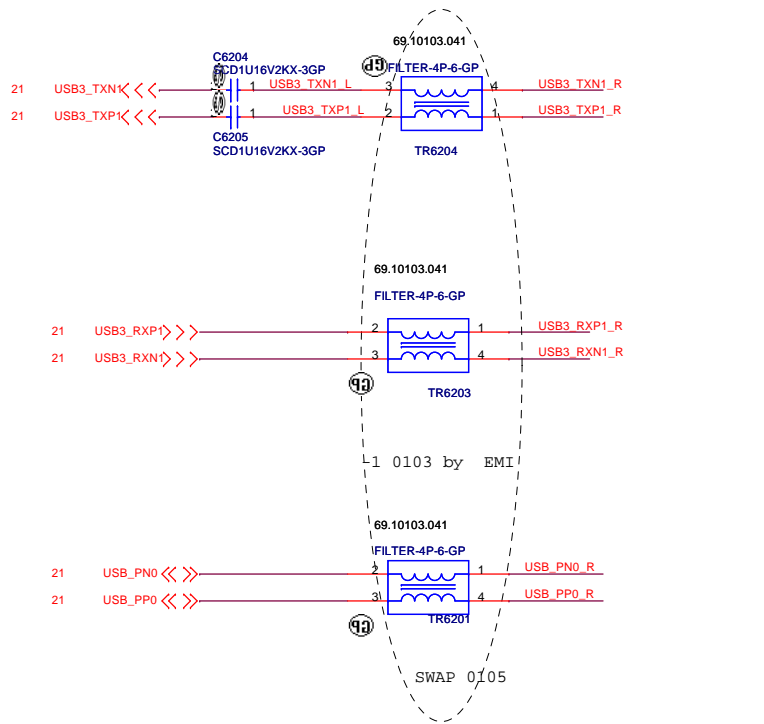 69.10103.041
C6204
SCD1U16V2KX-3GP
FILTER-4P-6-GP
GP
21 USB3_TXN1 1 USB3_TXN1_L 3 4 USB3_TXN1_R
21 USB3_TXP1 1 USB3_TXP1_L 2 1 USB3_TXP1_R
C6205
SCD1U16V2KX-3GP
TR6204
69.10103.041
FILTER-4P-6-GP
21 USB3_RXP1 2 1 USB3_RXP1_R
21 USB3_RXN1 3 4 USB3_RXN1_R
GP
TR6203
-1 0103 by EMI
69.10103.041
FILTER-4P-6-GP
21 USB_PN0 2 1 USB_PN0_R
21 USB_PP0 3 4 USB_PP0_R
TR6201
GP
SWAP 0105